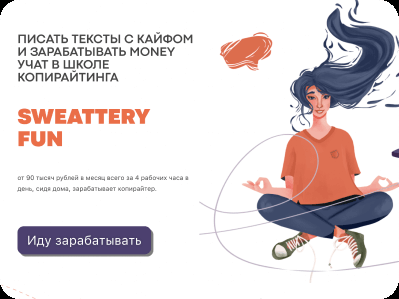 ПИСАТЬ ТЕКСТЫ С КАЙФОМ
И ЗАРАБАТЫВАТЬ MONEY
УЧАТ В ШКОЛЕ
КОПИРАЙТИНГА
SWEATTERY
FUN
от 90 тысяч рублей в месяц всего за 4 рабочих часа в
день, сидя дома, зарабатывает копирайтер.
Иду зарабатывать